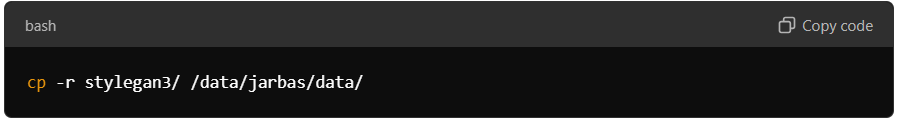 bash
Copy code
cp -r stylegan3/ /data/jarbas/data/